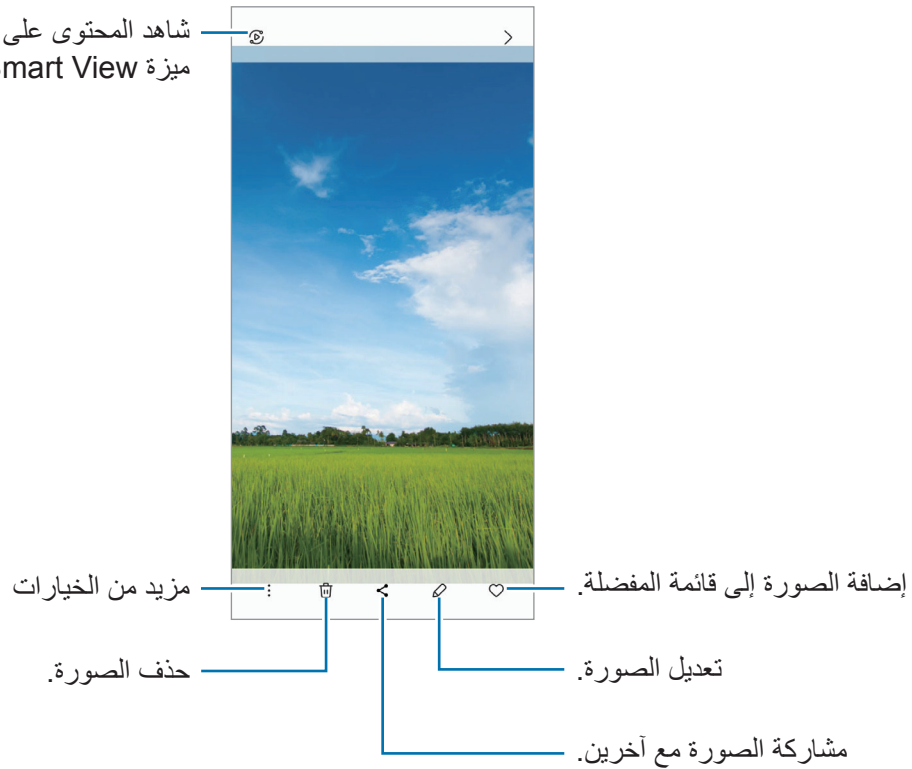 شاهد المحتوى على
ميزة View
إضافة الصورة إلى قائمة المفضلة.
مزيد من الخيارات
تعديل الصورة.
حذف الصورة.
مشاركة الصورة مع آخرين.